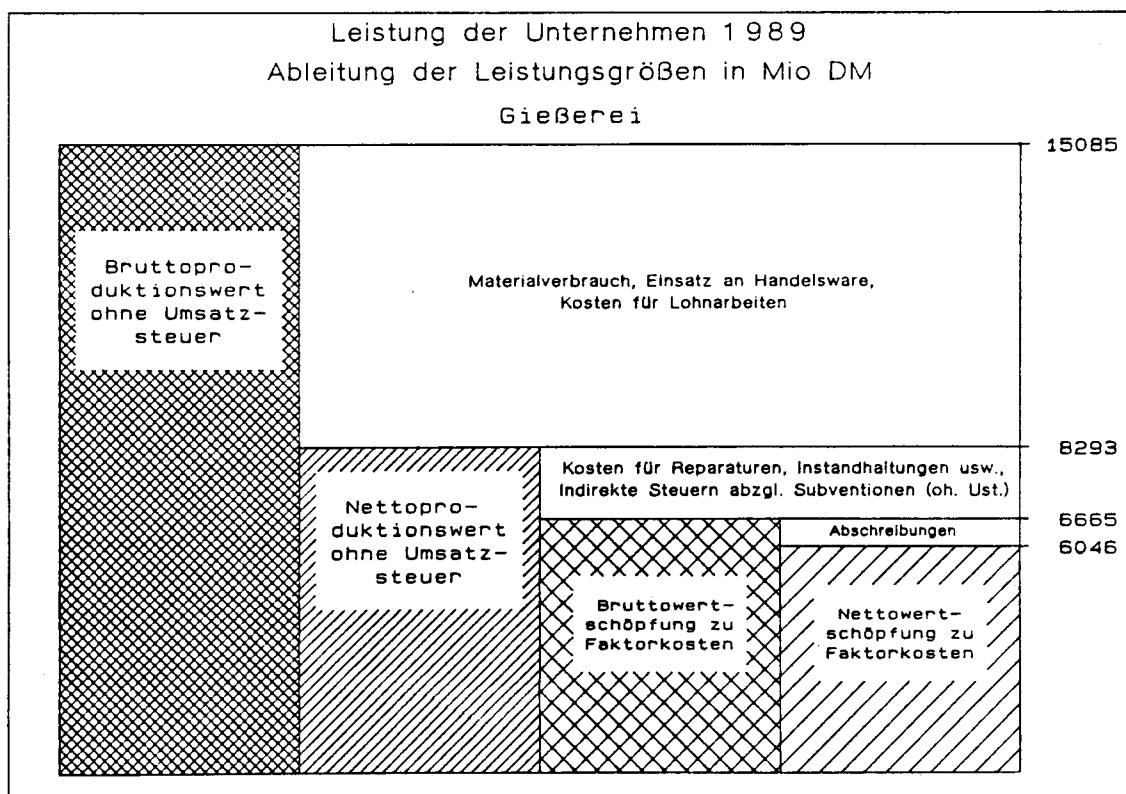 Leistung der Unternehmen 1989
Ableitung der Leistungsgrößen in Mio DM
Gießerei
15085
Bruttopro-
duktionswert
ohne Umsatz-
steuer
Materialverbrauch, Einsatz an Handelsware,
Kosten für Lohnarbeiten
8293
Kosten für Reparaturen, Instandhaltungen usw.,
Indirekte Steuern abzgl. Subventionen (oh. Ust.)
Nettopro-
duktionswert
ohne Umsatz-
steuer
6665
Abschreibungen
6046
Bruttowert-
schöpfung zu
Faktorkosten
Nettowert-
schöpfung zu
Faktorkosten